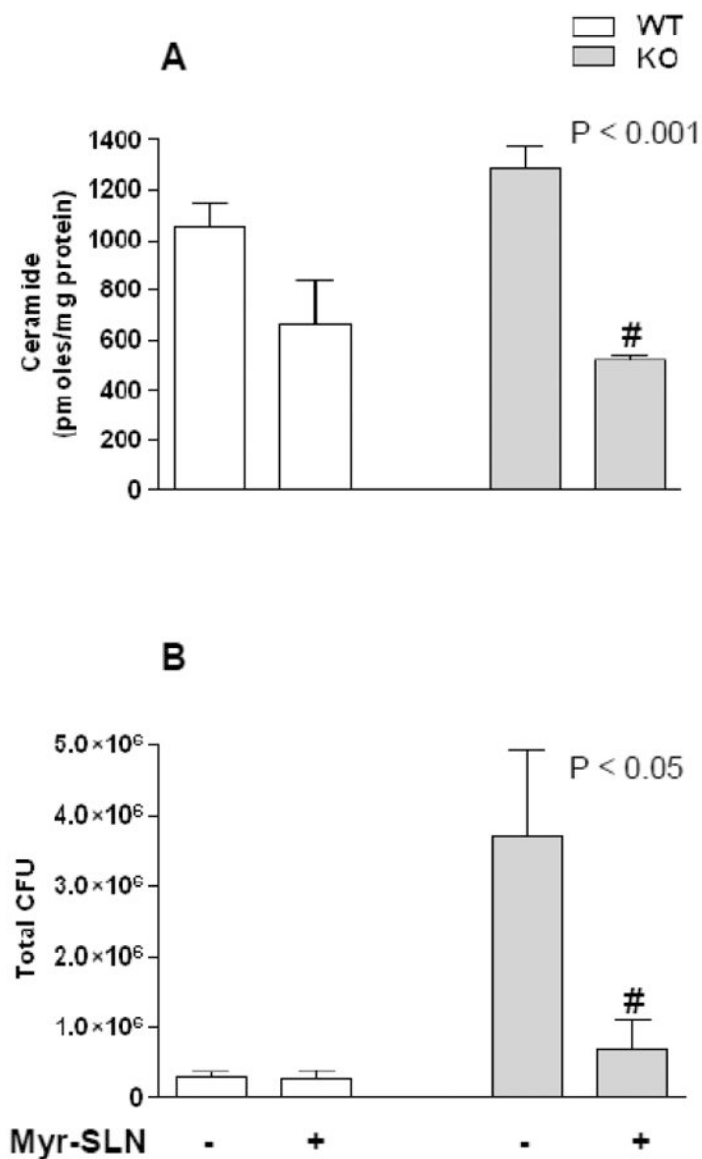 WT
KO
A
P < 0.001
1400
1200
1000
800
600
400
200
0
Ceramide
(pmoles/mg protein)
#
B
P < 0.05
5.0×10⁶
4.0×10⁶
3.0×10⁶
2.0×10⁶
1.0×10⁶
0
Total CFU
#
Myr-SLN - + - +